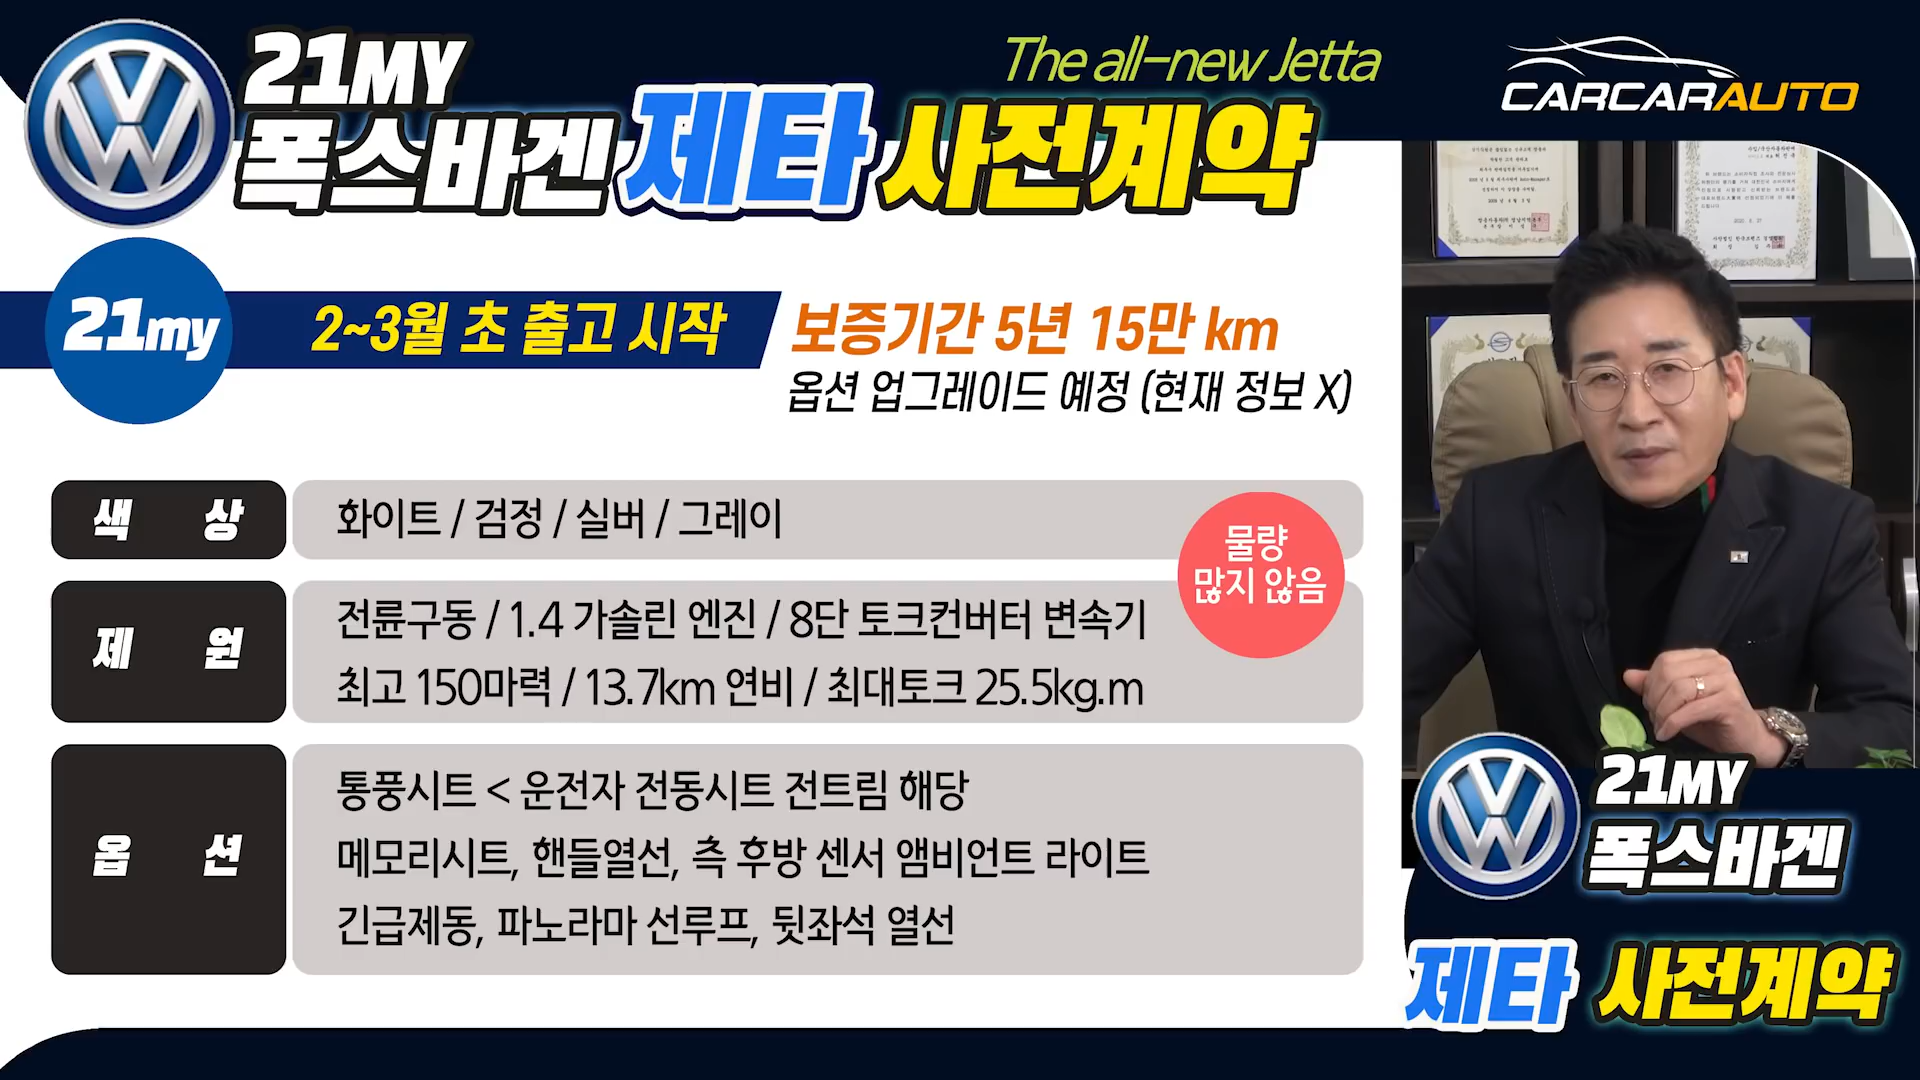 21MY
폭스바겐 제타 사전계약
The all-new Jetta
CARCARAUTO
21my
2~3월 초 출고 시작
보증기간 5년 15만 km
옵션 업그레이드 예정 (현재 정보 X)
색 상
화이트 / 검정 / 실버 / 그레이
물량
많지 않음
제 원
전륜구동 / 1.4 가솔린 엔진 / 8단 토크컨버터 변속기
최고 150마력 / 13.7km 연비 / 최대토크 25.5kg.m
옵 션
통풍시트 < 운전자 전동시트 전트림 해당
메모리시트, 핸들열선, 측 후방 센서 앰비언트 라이트
긴급제동, 파노라마 선루프, 뒷좌석 열선
21MY
폭스바겐
제타 사전계약